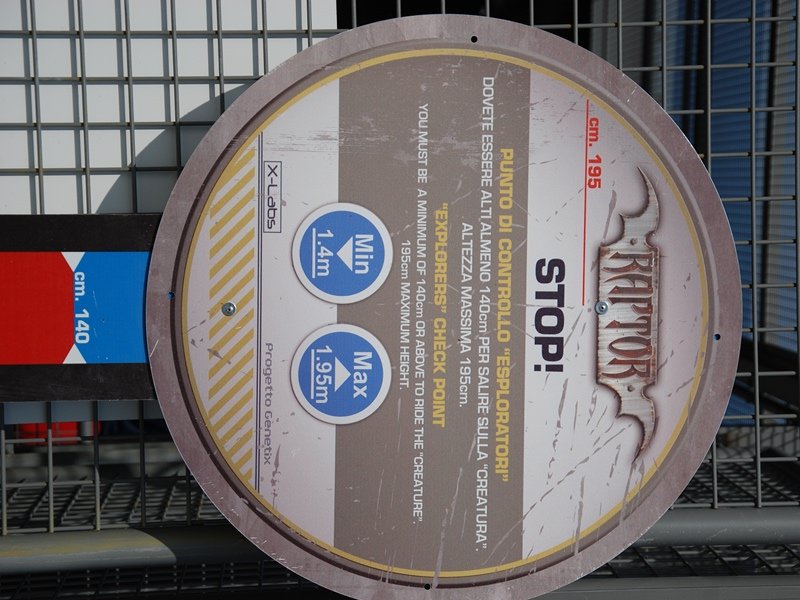 RAPTOR
cm. 195
STOP!
PUNTO DI CONTROLLO "ESPLORATORI"
DOVETE ESSERE ALTI ALMENO 140cm PER SALIRE SULLA "CREATURA".
ALTEZZA MASSIMA 195cm.
"EXPLORERS" CHECK POINT
YOU MUST BE A MINIMUM OF 140cm OR ABOVE TO RIDE THE "CREATURE".
195cm MAXIMUM HEIGHT.
Min
1.4m
Max
1.95m
X-Labs
Progetto Genetix
cm. 140